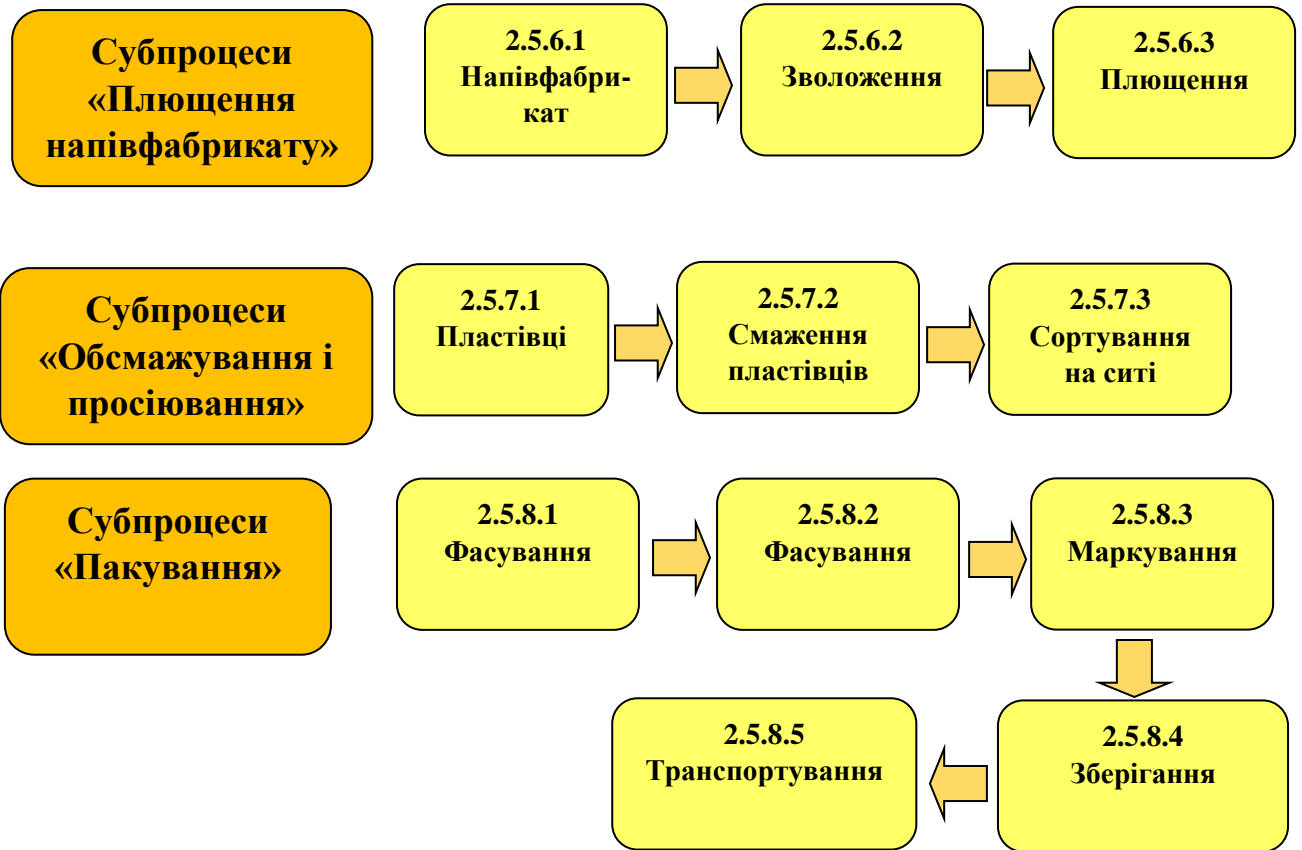 Субпроцеси
«Плющення
напівфабрикату»
2.5.6.1
Напівфабри-
кат
2.5.6.2
Зволоження
2.5.6.3
Плющення
Субпроцеси
«Обсмажування і
просіювання»
2.5.7.1
Пластівці
2.5.7.2
Смаження
пластівців
2.5.7.3
Сортування
на ситі
Субпроцеси
«Пакування»
2.5.8.1
Фасування
2.5.8.2
Фасування
2.5.8.3
Маркування
2.5.8.4
Зберігання
2.5.8.5
Транспортування